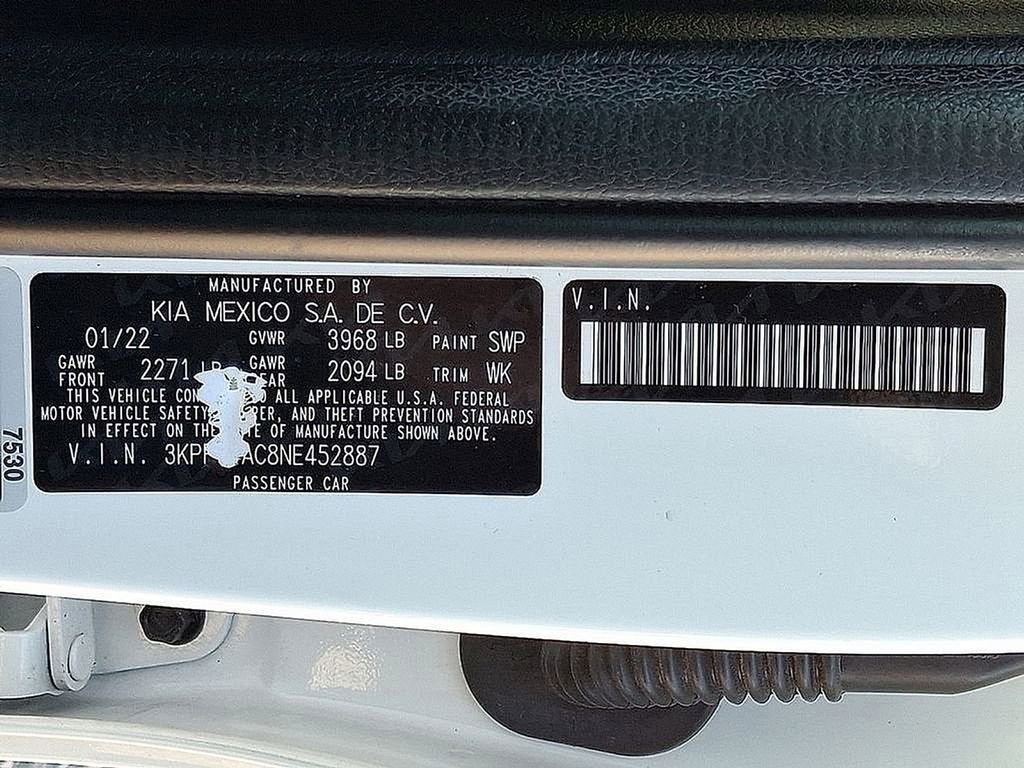 MANUFACTURED BY
KIA MEXICO S.A. DE C.V.
01/22 GVWR 3968 LB PAINT SWP
GAWR FRONT 2271 GAWR 2094 LB TRIM WK
THIS VEHICLE ALL APPLICABLE U.S.A. FEDERAL
MOTOR VEHICLE SAFETY, AND THEFT PREVENTION STANDARDS
IN EFFECT ON THE OF MANUFACTURE SHOWN ABOVE.
V.I.N.
PASSENGER CAR
V.I.N.
7530